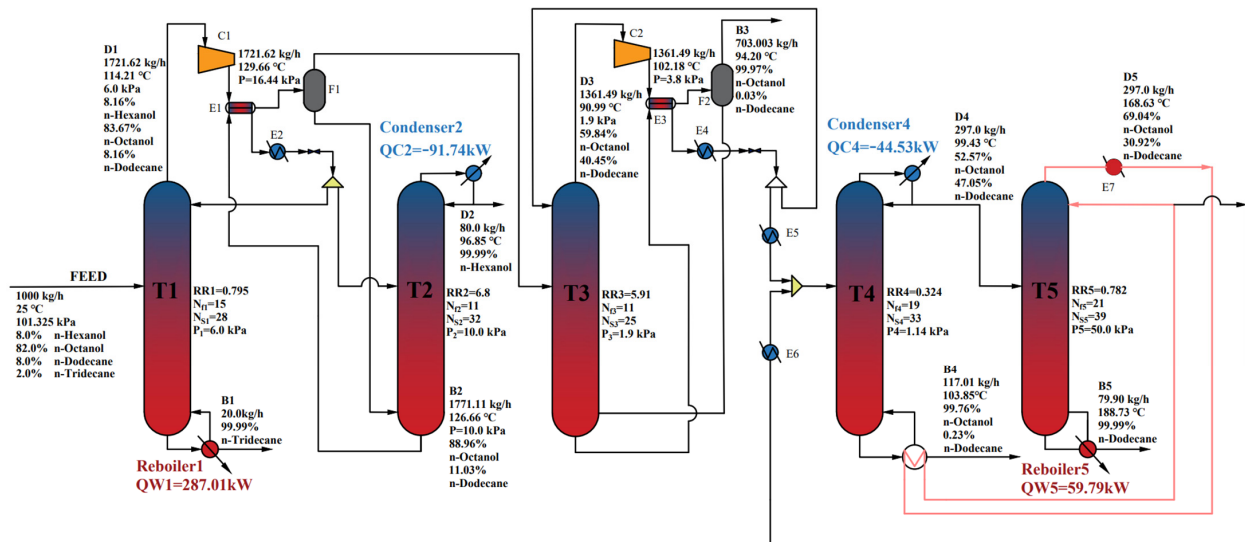 D1
1721.62 kg/h
114.21 °C
6.0 kPa
8.16%
n-Hexanol
83.67%
n-Octanol
8.16%
n-Dodecane
C1
1721.62 kg/h
129.66 °C
P=16.44 kPa
E1
F1
E2
Condenser2
QC2=−91.74kW
D2
80.0 kg/h
96.85 °C
99.99%
n-Hexanol
FEED
1000 kg/h
25 °C
101.325 kPa
8.0% n-Hexanol
82.0% n-Octanol
8.0% n-Dodecane
2.0% n-Tridecane
T1
RR1=0.795
Nf1=15
NS1=28
P1=6.0 kPa
B1
20.0kg/h
99.99%
n-Tridecane
Reboiler1
QW1=287.01kW
T2
RR2=6.8
Nf2=11
NS2=32
P2=10.0 kPa
B2
1771.11 kg/h
126.66 °C
P=10.0 kPa
88.96%
n-Octanol
11.03%
n-Dodecane
D3
1361.49 kg/h
90.99 °C
1.9 kPa
59.84%
n-Octanol
40.45%
n-Dodecane
C2
1361.49 kg/h
102.18 °C
P=3.8 kPa
E3
F2
E4
B3
703.003 kg/h
94.20 °C
99.97%
n-Octanol
0.03%
n-Dodecane
T3
RR3=5.91
Nf3=11
NS3=25
P3=1.9 kPa
E5
E6
Condenser4
QC4=−44.53kW
D4
297.0 kg/h
99.43 °C
52.57%
n-Octanol
47.05%
n-Dodecane
T4
RR4=0.324
Nf4=19
NS4=33
P4=1.14 kPa
B4
117.01 kg/h
103.85°C
99.76%
n-Octanol
0.23%
n-Dodecane
D5
297.0 kg/h
168.63 °C
69.04%
n-Octanol
30.92%
n-Dodecane
E7
T5
RR5=0.782
Nf5=21
NS5=39
P5=50.0 kPa
B5
79.90 kg/h
188.73 °C
99.99%
n-Dodecane
Reboiler5
QW5=59.79kW